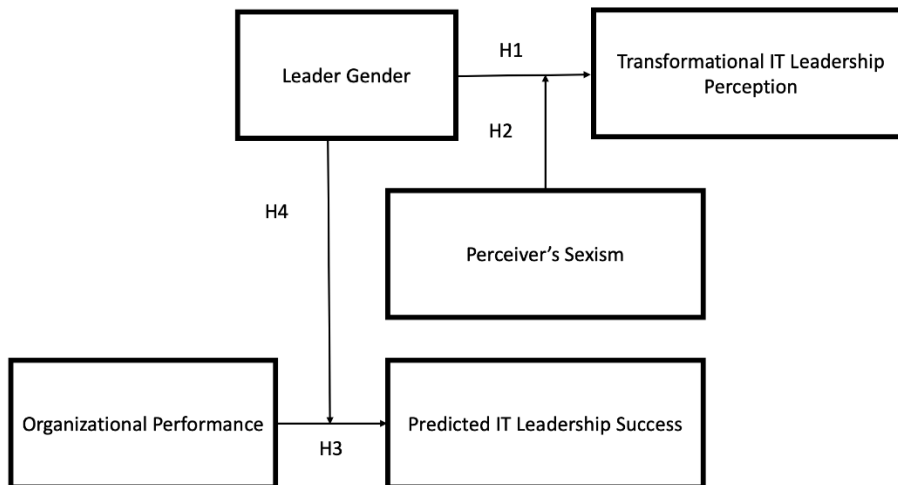 H1
Leader Gender
Transformational IT Leadership
Perception
H2
H4
Perceiver’s Sexism
Organizational Performance
Predicted IT Leadership Success
H3